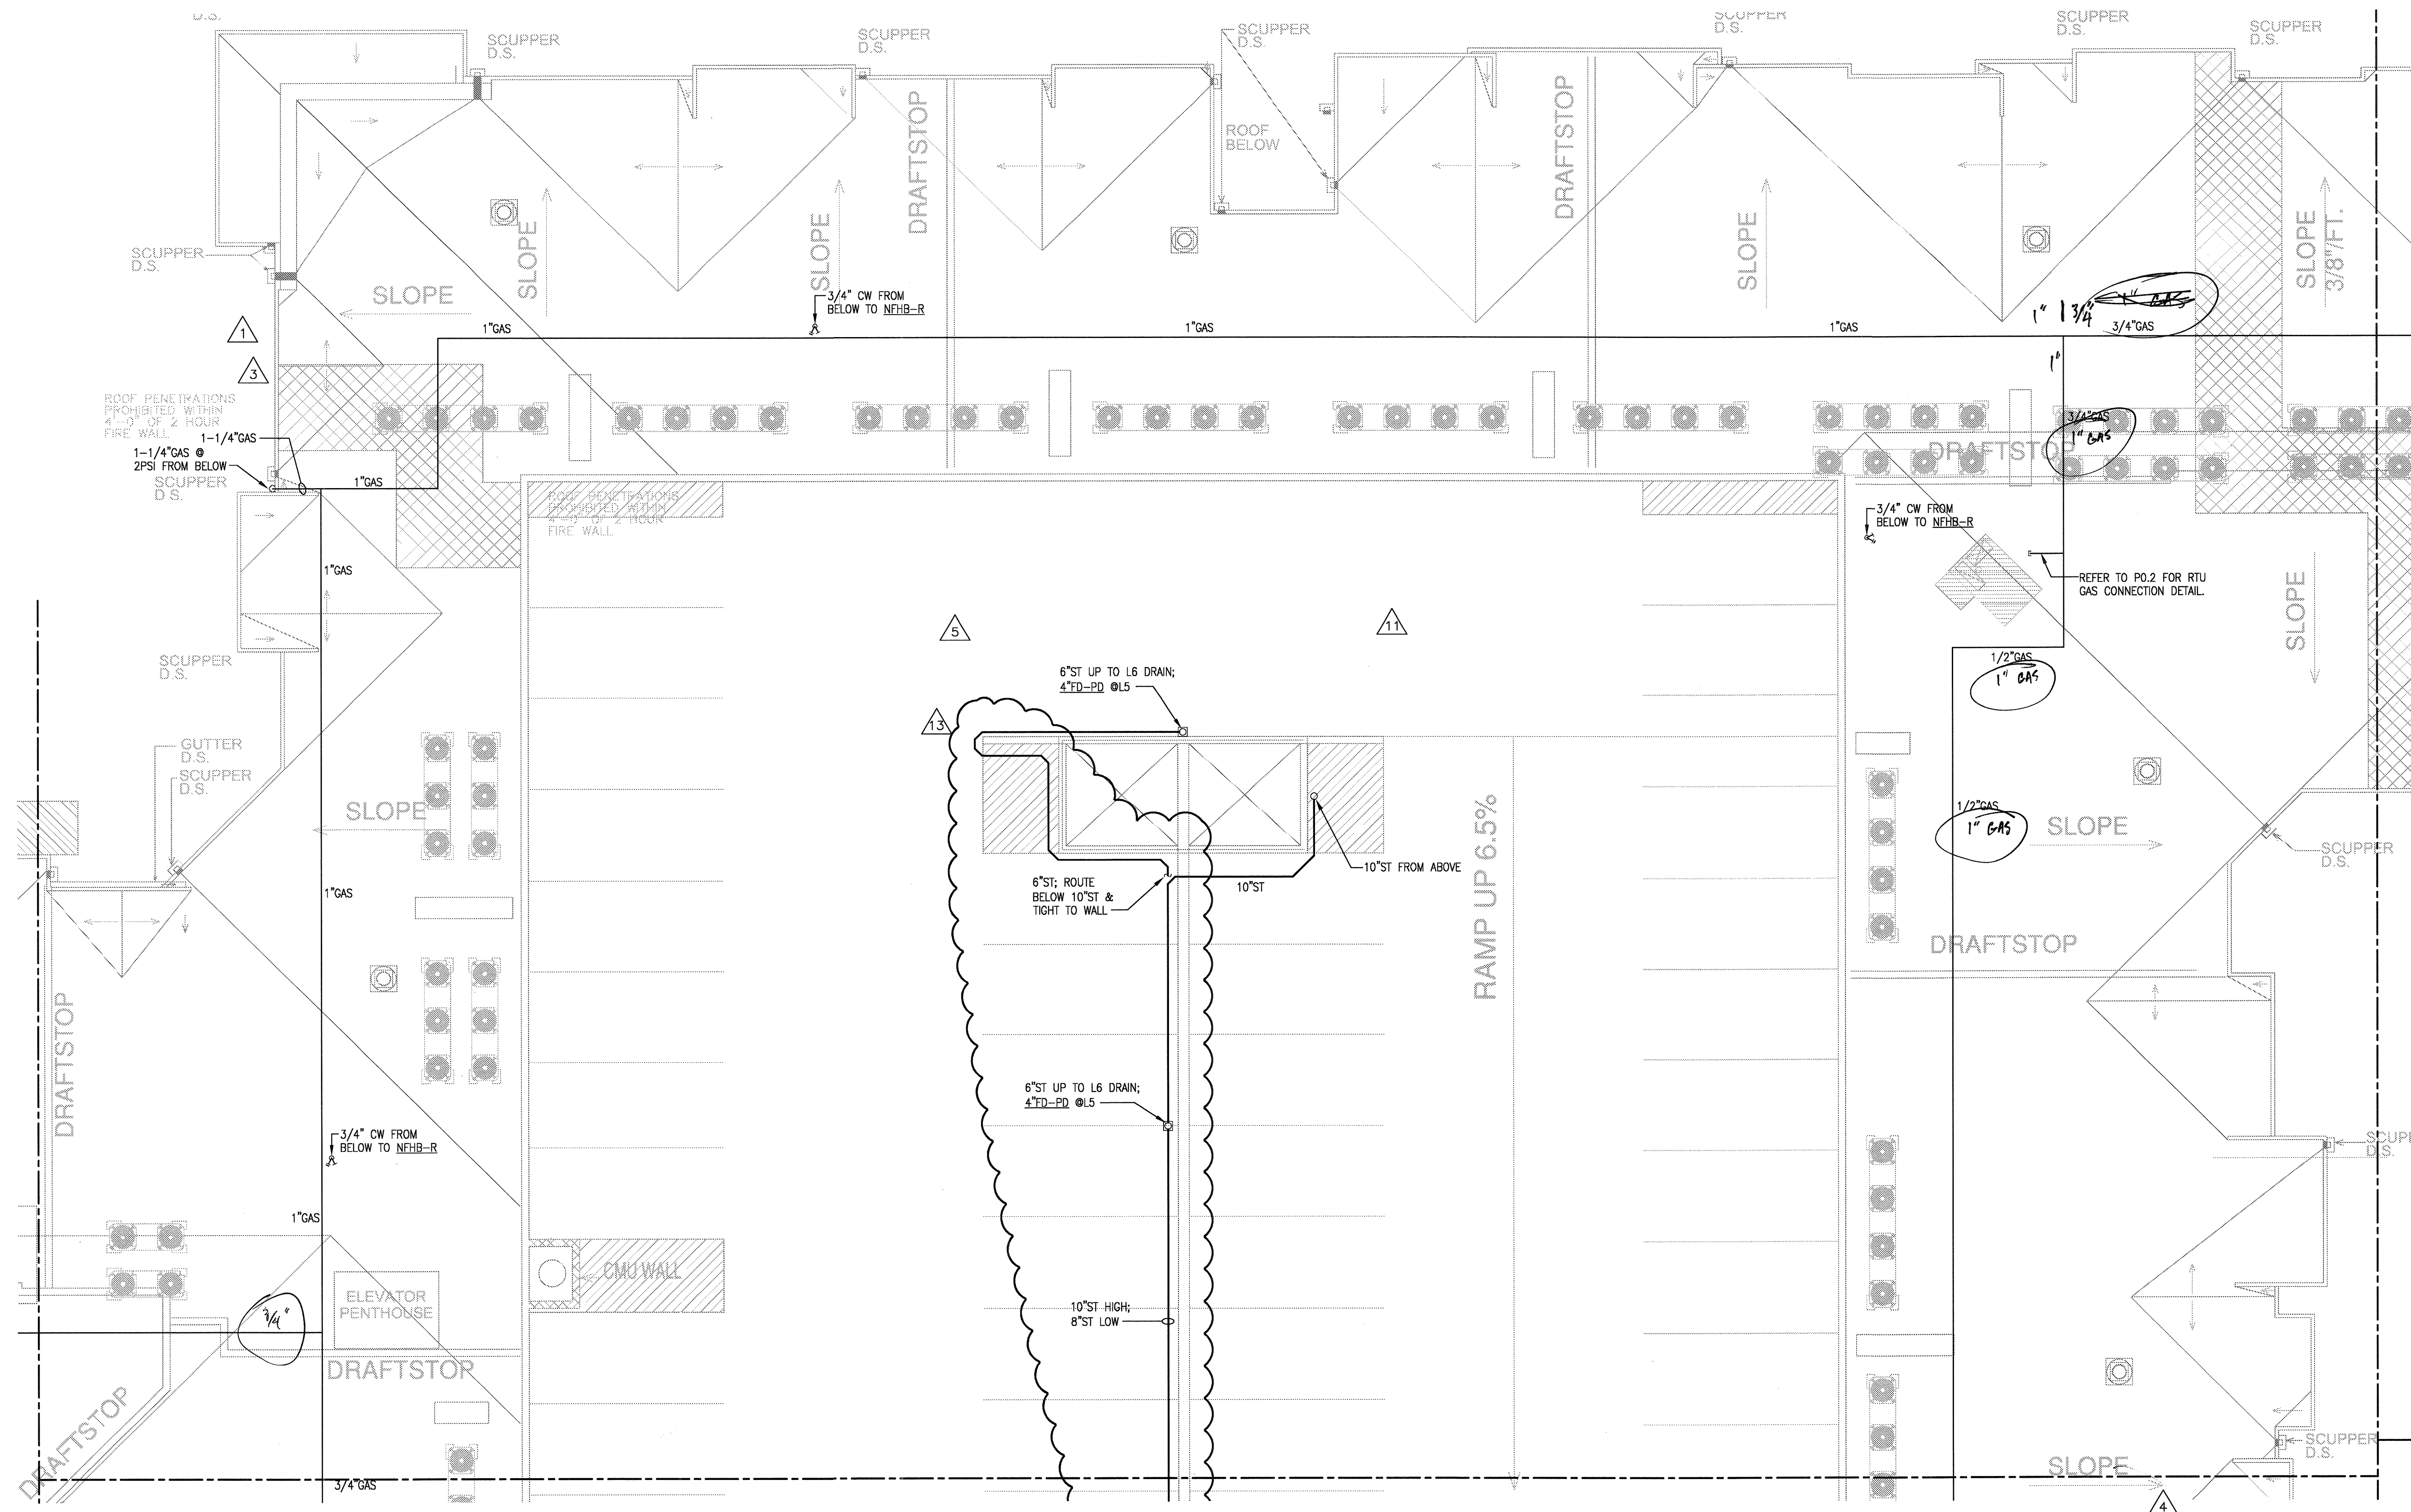 D.S.
SCUPPER
D.S.
SCUPPER
D.S.
SCUPPER
D.S.
SCUPPER
D.S.
SCUPPER
D.S.
SCUPPER
D.S.
DRAFTSTOP
ROOF
BELOW
DRAFTSTOP
SLOPE
SLOPE
SLOPE
SLOPE
3/8"/FT.
SCUPPER
D.S.
SLOPE
3/4" CW FROM
BELOW TO NFHB-R
1"GAS
1"GAS
1"GAS
1" 1 3/4"
1" GAS
3/4"GAS
1"
1
3
ROOF PENETRATIONS
PROHIBITED WITHIN
4'-0" OF 2 HOUR
FIRE WALL
1-1/4"GAS
1-1/4"GAS @
2PSI FROM BELOW
SCUPPER
D.S.
1"GAS
ROOF PENETRATIONS
PROHIBITED WITHIN
4'-0" OF 2 HOUR
FIRE WALL
3/4"GAS
1" GAS
DRAFTSTOP
3/4" CW FROM
BELOW TO NFHB-R
REFER TO P0.2 FOR RTU
GAS CONNECTION DETAIL.
SLOPE
1"GAS
5
11
SCUPPER
D.S.
6"ST UP TO L6 DRAIN;
4"FD-PD @L5
1/2"GAS
1" GAS
13
GUTTER
D.S.
SCUPPER
D.S.
SLOPE
RAMP UP 6.5%
1/2"GAS
1" GAS
SLOPE
SCUPPER
D.S.
1"GAS
6"ST; ROUTE
BELOW 10"ST &
TIGHT TO WALL
10"ST
10"ST FROM ABOVE
DRAFTSTOP
DRAFTSTOP
6"ST UP TO L6 DRAIN;
4"FD-PD @L5
3/4" CW FROM
BELOW TO NFHB-R
SCUPP
D.S.
1"GAS
CMU WALL
ELEVATOR
PENTHOUSE
3/4"
10"ST HIGH;
8"ST LOW
DRAFTSTOP
DRAFTSTOP
SCUPPER
D.S.
SLOPE
3/4"GAS
4